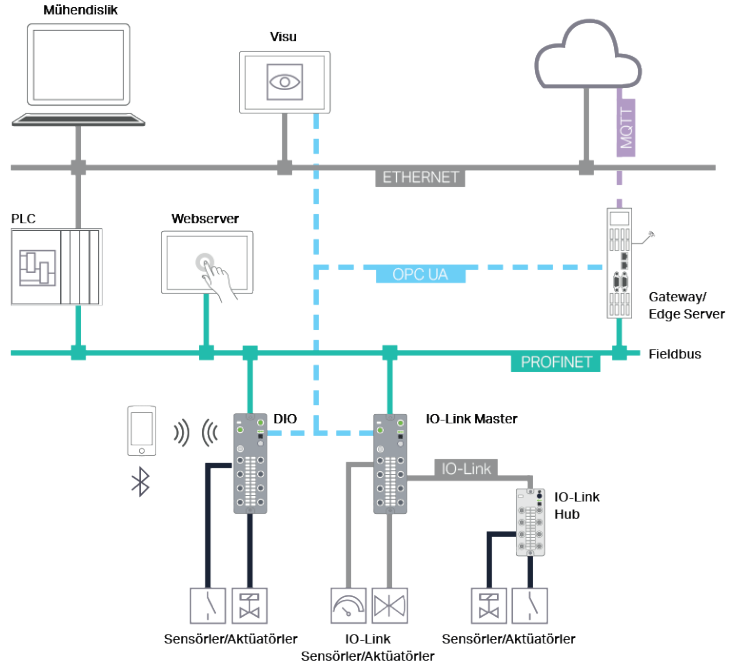 Mühendislik
Visu
MQTT
ETHERNET
PLC
Webserver
OPC UA
Gateway/
Edge Server
PROFINET
Fieldbus
DIO
IO-Link Master
IO-Link
IO-Link
Hub
Sensörler/Aktüatörler
IO-Link
Sensörler/Aktüatörler
Sensörler/Aktüatörler